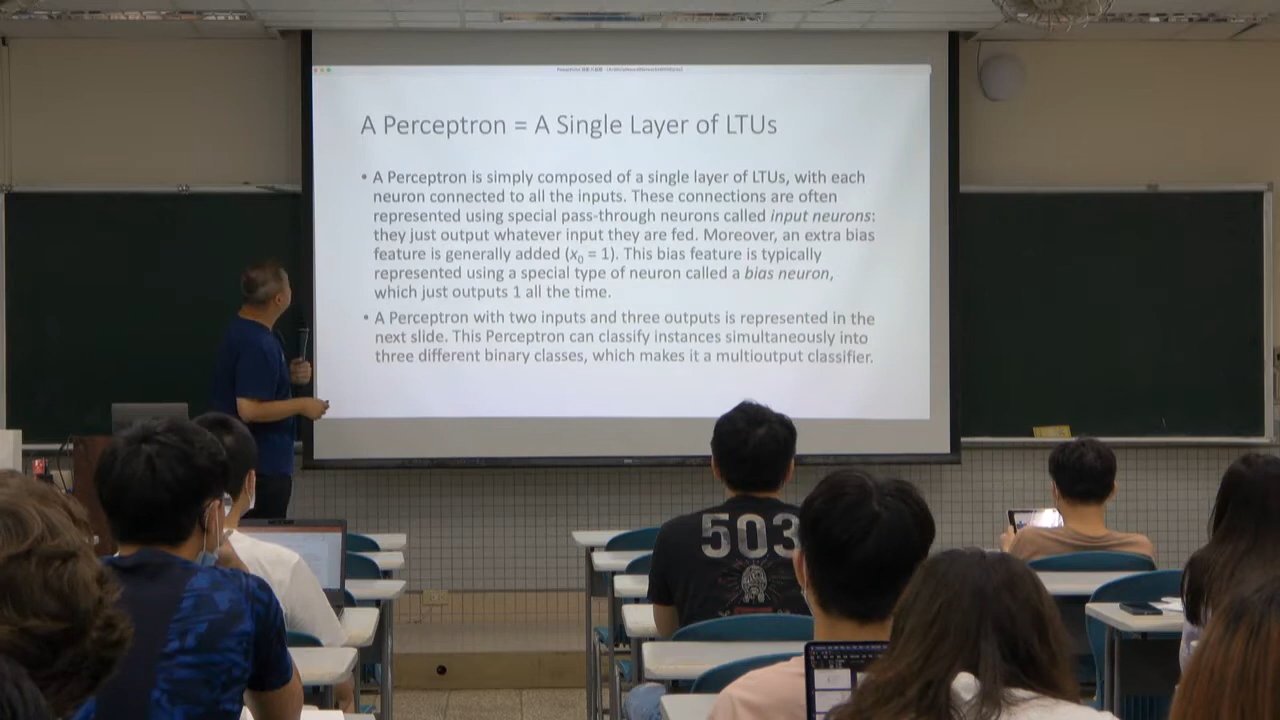 A Perceptron = A Single Layer of LTUs
• A Perceptron is simply composed of a single layer of LTUs, with each
neuron connected to all the inputs. These connections are often
represented using special pass-through neurons called input neurons:
they just output whatever input they are fed. Moreover, an extra bias
feature is generally added (x₀ = 1). This bias feature is typically
represented using a special type of neuron called a bias neuron,
which just outputs 1 all the time.
• A Perceptron with two inputs and three outputs is represented in the
next slide. This Perceptron can classify instances simultaneously into
three different binary classes, which makes it a multioutput classifier.
503